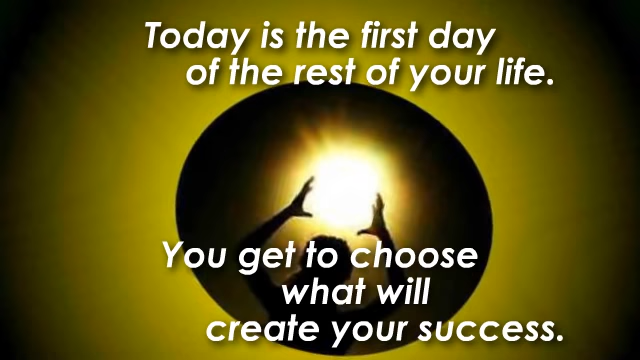 Today is the first day
of the rest of your life.
You get to choose
what will
create your success.